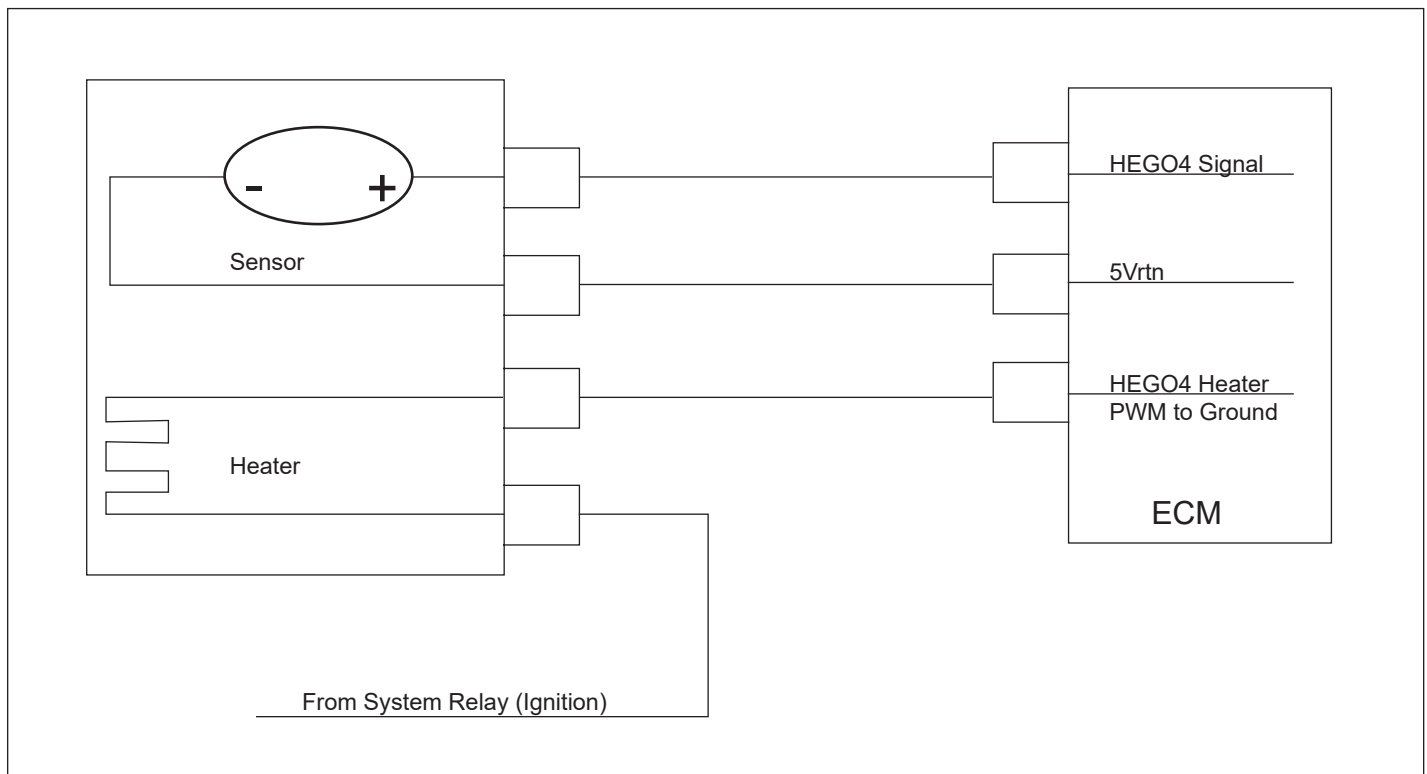 HEGO4 Signal
- +
Sensor
5Vrtn
HEGO4 Heater
PWM to Ground
Heater
ECM
From System Relay (Ignition)